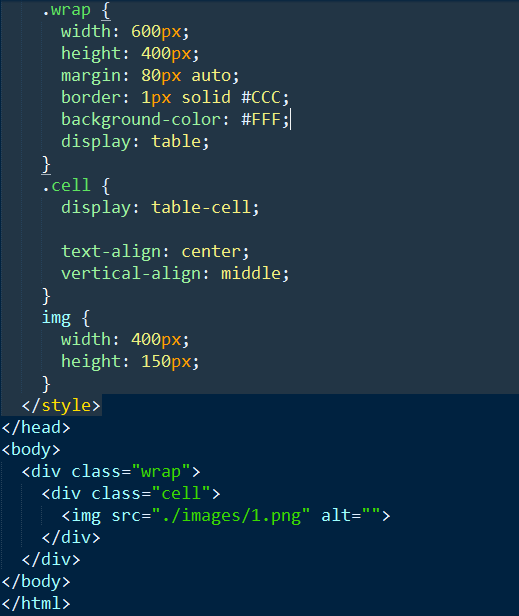 .wrap {
width: 600px;
height: 400px;
margin: 80px auto;
border: 1px solid #CCC;
background-color: #FFF;
display: table;
}
.cell {
display: table-cell;
text-align: center;
vertical-align: middle;
}
img {
width: 400px;
height: 150px;
}
</style>
</head>
<body>
<div class="wrap">
<div class="cell">
<img src="./images/1.png" alt="">
</div>
</div>
</body>
</html>